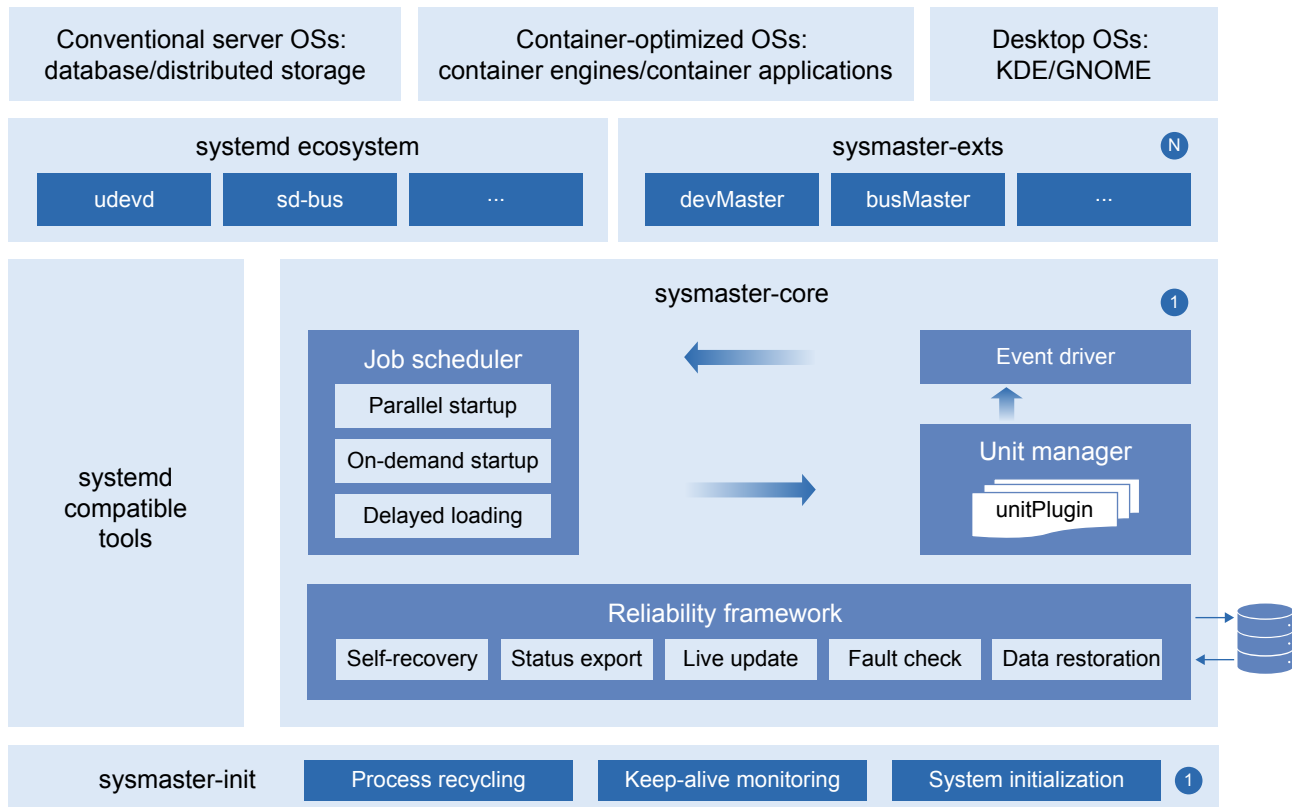 Conventional server OSs:
database/distributed storage
Container-optimized OSs:
container engines/container applications
Desktop OSs:
KDE/GNOME
systemd ecosystem
udevd
sd-bus
...
sysmaster-exts
N
devMaster
busMaster
...
systemd
compatible
tools
sysmaster-core
1
Job scheduler
Parallel startup
On-demand startup
Delayed loading
Event driver
Unit manager
unitPlugin
Reliability framework
Self-recovery
Status export
Live update
Fault check
Data restoration
sysmaster-init
Process recycling
Keep-alive monitoring
System initialization
1